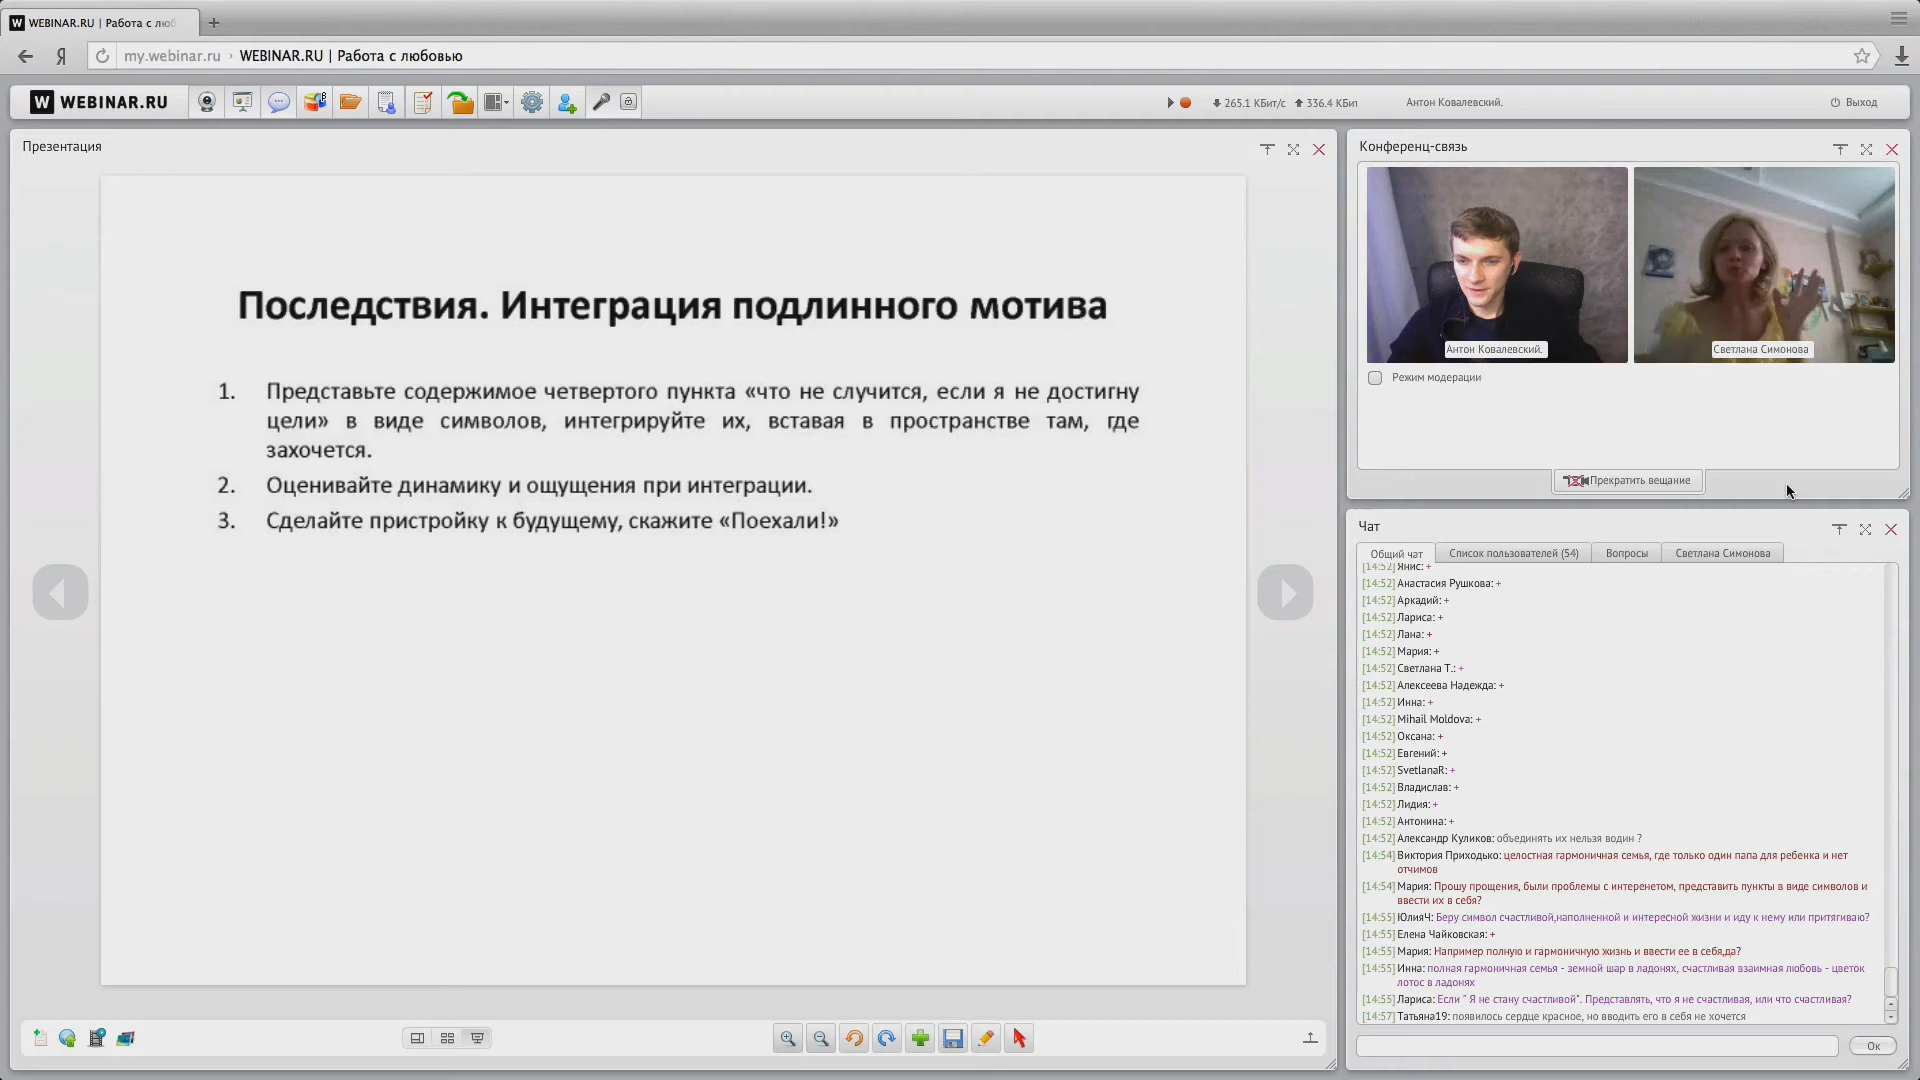 WEBINAR.RU | Работа с люб
my.webinar.ru › WEBINAR.RU | Работа с любовью
W WEBINAR.RU
265.1 КБит/с 336.4 КБип
Антон Ковалевский.
Выход
Презентация
Последствия. Интеграция подлинного мотива
1. Представьте содержимое четвертого пункта «что не случится, если я не достигну
цели» в виде символов, интегрируйте их, вставая в пространстве там, где
захочется.
2. Оценивайте динамику и ощущения при интеграции.
3. Сделайте пристройку к будущему, скажите «Поехали!»
Конференц-связь
Антон Ковалевский.
Светлана Симонова
Режим модерации
Прекратить вещание
Чат
Общий чат
Список пользователей (54)
Вопросы
Светлана Симонова
[14:52] Янис: +
[14:52] Анастасия Рушкова: +
[14:52] Аркадий: +
[14:52] Лариса: +
[14:52] Лана: +
[14:52] Мария: +
[14:52] Светлана Т.: +
[14:52] Алексеева Надежда: +
[14:52] Инна: +
[14:52] Mihail Moldova: +
[14:52] Оксана: +
[14:52] Евгений: +
[14:52] SvetlanaR: +
[14:52] Владислав: +
[14:52] Лидия: +
[14:52] Антонина: +
[14:52] Александр Куликов: объединять их нельзя водин ?
[14:54] Виктория Приходько: целостная гармоничная семья, где только один папа для ребенка и нет
отчимов
[14:54] Мария: Прошу прощения, были проблемы с интеренетом, представить пункты в виде символов и
ввести их в себя?
[14:55] ЮлияЧ: Беру символ счастливой,наполненной и интересной жизни и иду к нему или притягиваю?
[14:55] Елена Чайковская: +
[14:55] Мария: Например полную и гармоничную жизнь и ввести ее в себя,да?
[14:55] Инна: полная гармоничная семья - земной шар в ладонях, счастливая взаимная любовь - цветок
лотос в ладонях
[14:55] Лариса: Если " Я не стану счастливой". Представлять, что я не счастливая, или что счастливая?
[14:57] Татьяна19: появилось сердце красное, но вводить его в себя не хочется
Ок